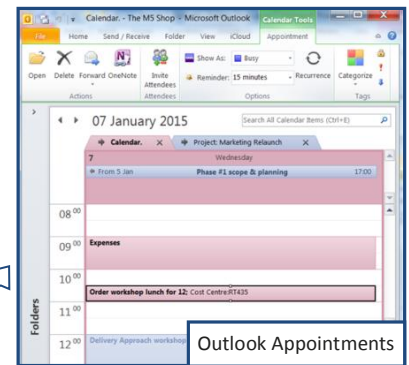 Calendar. - The MS Shop - Microsoft Outlook
Calendar Tools
File Home Send / Receive Folder View iCloud Appointment
Open Delete Forward OneNote
Actions
Invite Attendees
Attendees
Show As: Busy
Reminder: 15 minutes
Recurrence
Options
Categorize
Tags
07 January 2015
Search All Calendar Items (Ctrl+E)
Calendar. X
Project: Marketing Relaunch X
7 Wednesday
From 5 Jan Phase #1 scope & planning 17:00
08 00
09 00 Expenses
10 00
Order workshop lunch for 12; Cost Centre:RT435
11 00
12 00 Delivery Approach workshop
Folders
Outlook Appointments